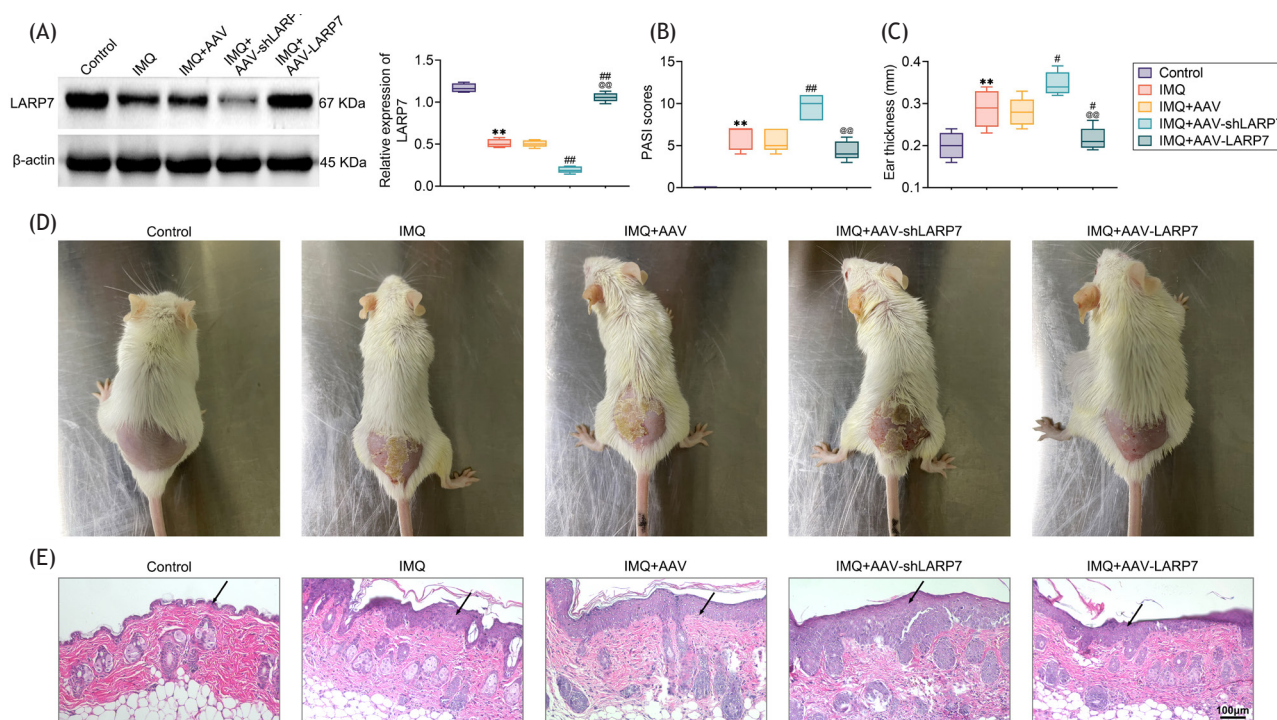 (A)
Control
IMQ
IMQ+AAV
IMQ+
AAV-shLARP7
IMQ+
AAV-LARP7
LARP7
67 KDa
β-actin
45 KDa
Relative expression of
LARP7
1.5
1.0
0.5
0.0
**
##
##
@@
(B)
PASI scores
15
10
5
0
**
##
@@
(C)
Ear thickness (mm)
0.4
0.3
0.2
0.1
**
#
#
@@
Control
IMQ
IMQ+AAV
IMQ+AAV-shLARP7
IMQ+AAV-LARP7
(D)
Control
IMQ
IMQ+AAV
IMQ+AAV-shLARP7
IMQ+AAV-LARP7
(E)
Control
IMQ
IMQ+AAV
IMQ+AAV-shLARP7
IMQ+AAV-LARP7
100μm